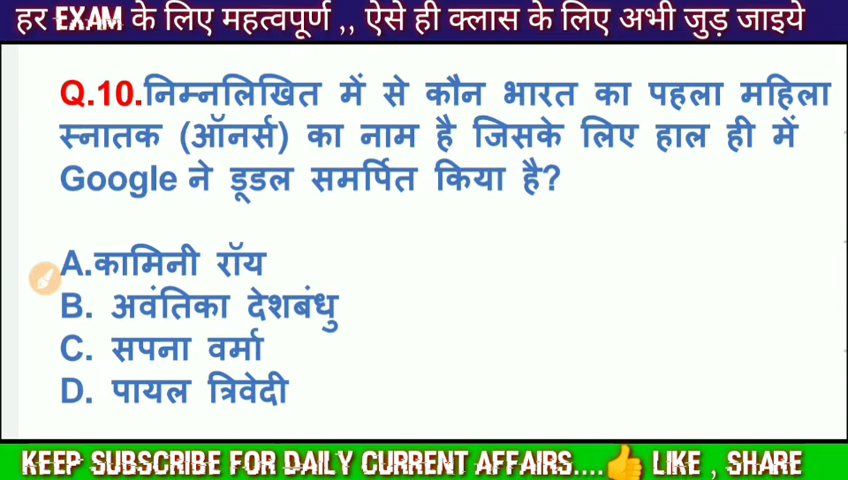 हर EXAM के लिए महत्वपूर्ण ,, ऐसे ही क्लास के लिए अभी जुड़ जाइये
Q.10.निम्नलिखित में से कौन भारत का पहला महिला
स्नातक (ऑनर्स) का नाम है जिसके लिए हाल ही में
Google ने डूडल समर्पित किया है?
A.कामिनी रॉय
B. अवंतिका देशबंधु
C. सपना वर्मा
D. पायल त्रिवेदी
KEEP SUBSCRIBE FOR DAILY CURRENT AFFAIRS....👍 LIKE , SHARE